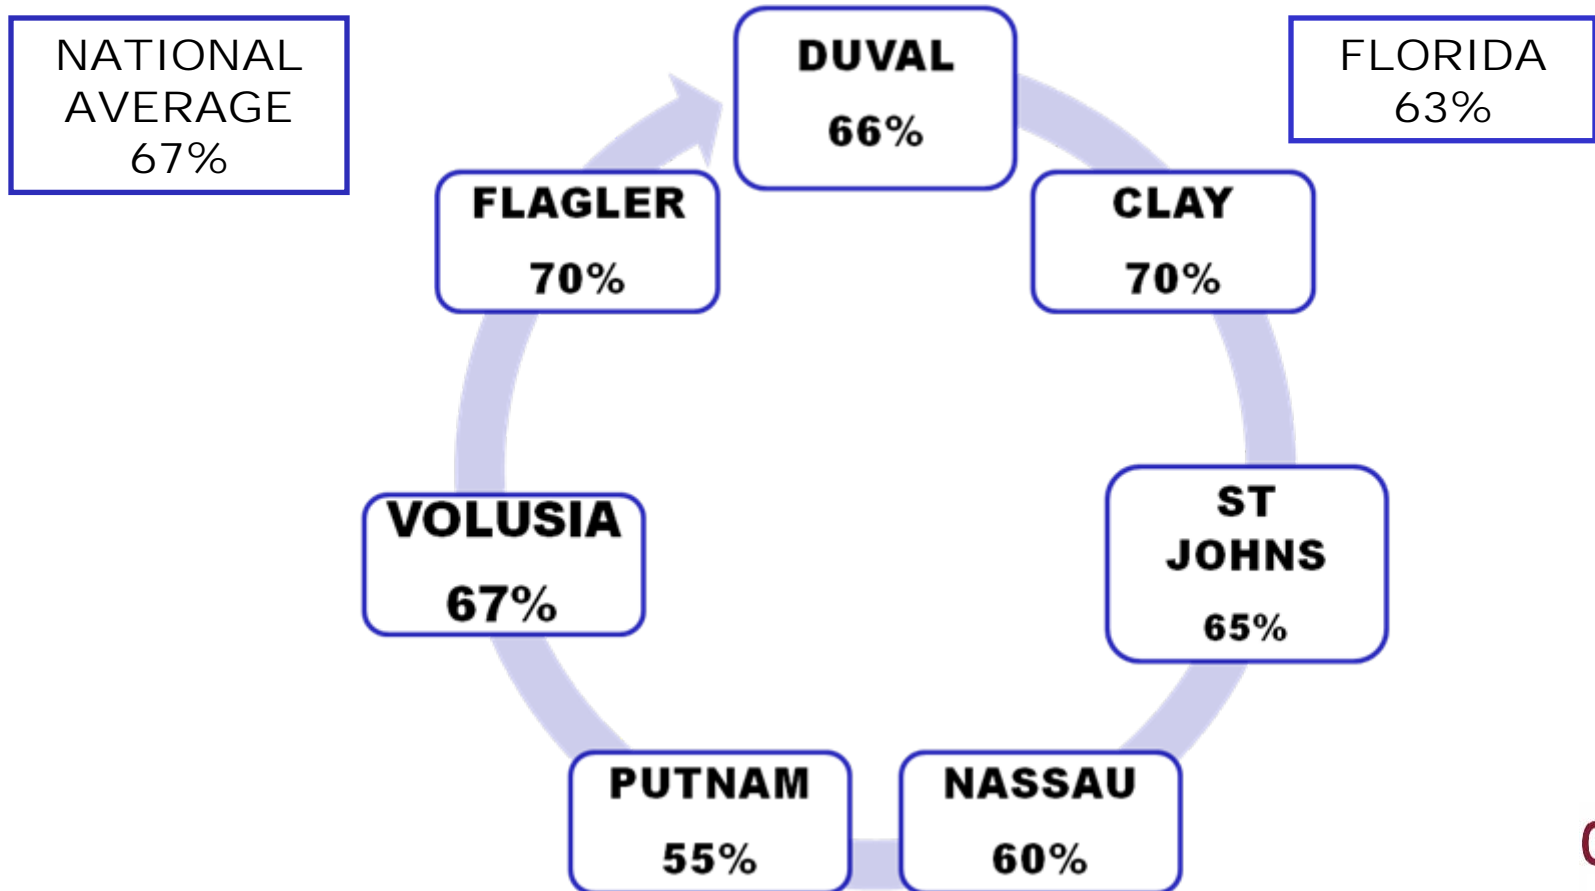 NATIONAL
AVERAGE
67%
DUVAL
66%
FLORIDA
63%
FLAGLER
70%
CLAY
70%
ST
JOHNS
65%
VOLUSIA
67%
PUTNAM
55%
NASSAU
60%